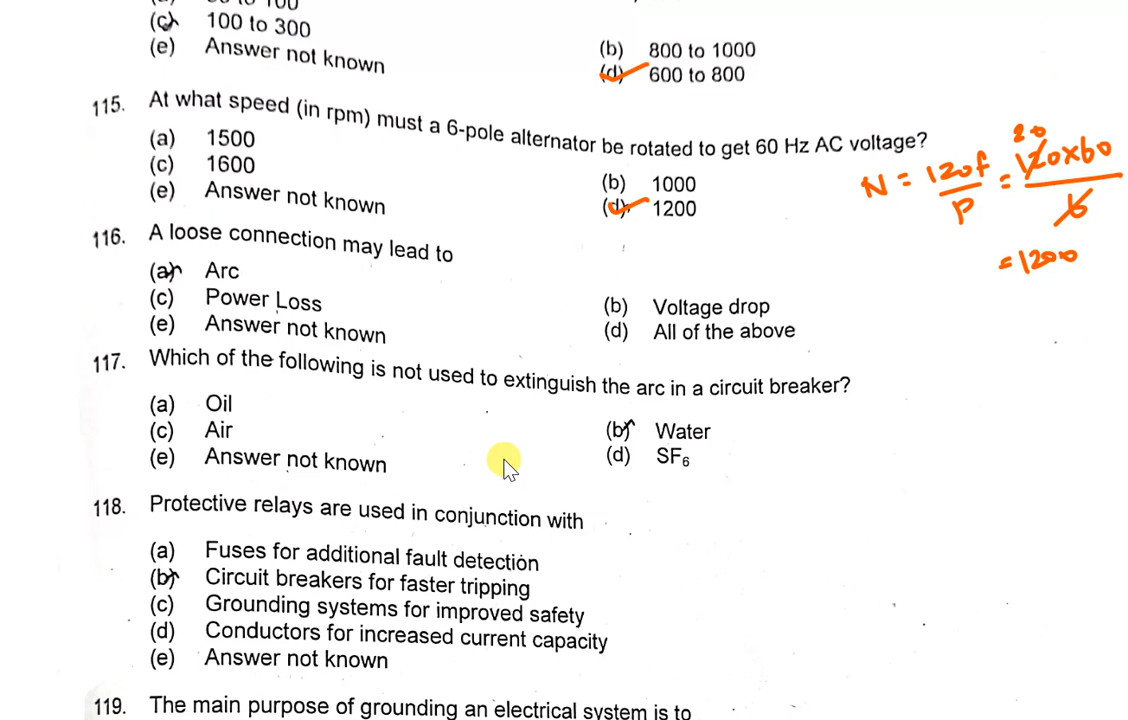 (c) 100 to 300
(e) Answer not known
(b) 800 to 1000
(d) 600 to 800
115. At what speed (in rpm) must a 6-pole alternator be rotated to get 60 Hz AC voltage?
(a) 1500
(c) 1600
(e) Answer not known
(b) 1000
(d) 1200
N = 120f / P = 120×60 / 6
20
= 1200
116. A loose connection may lead to
(a) Arc
(c) Power Loss
(e) Answer not known
(b) Voltage drop
(d) All of the above
117. Which of the following is not used to extinguish the arc in a circuit breaker?
(a) Oil
(c) Air
(e) Answer not known
(b) Water
(d) SF₆
118. Protective relays are used in conjunction with
(a) Fuses for additional fault detection
(b) Circuit breakers for faster tripping
(c) Grounding systems for improved safety
(d) Conductors for increased current capacity
(e) Answer not known
119. The main purpose of grounding an electrical system is to